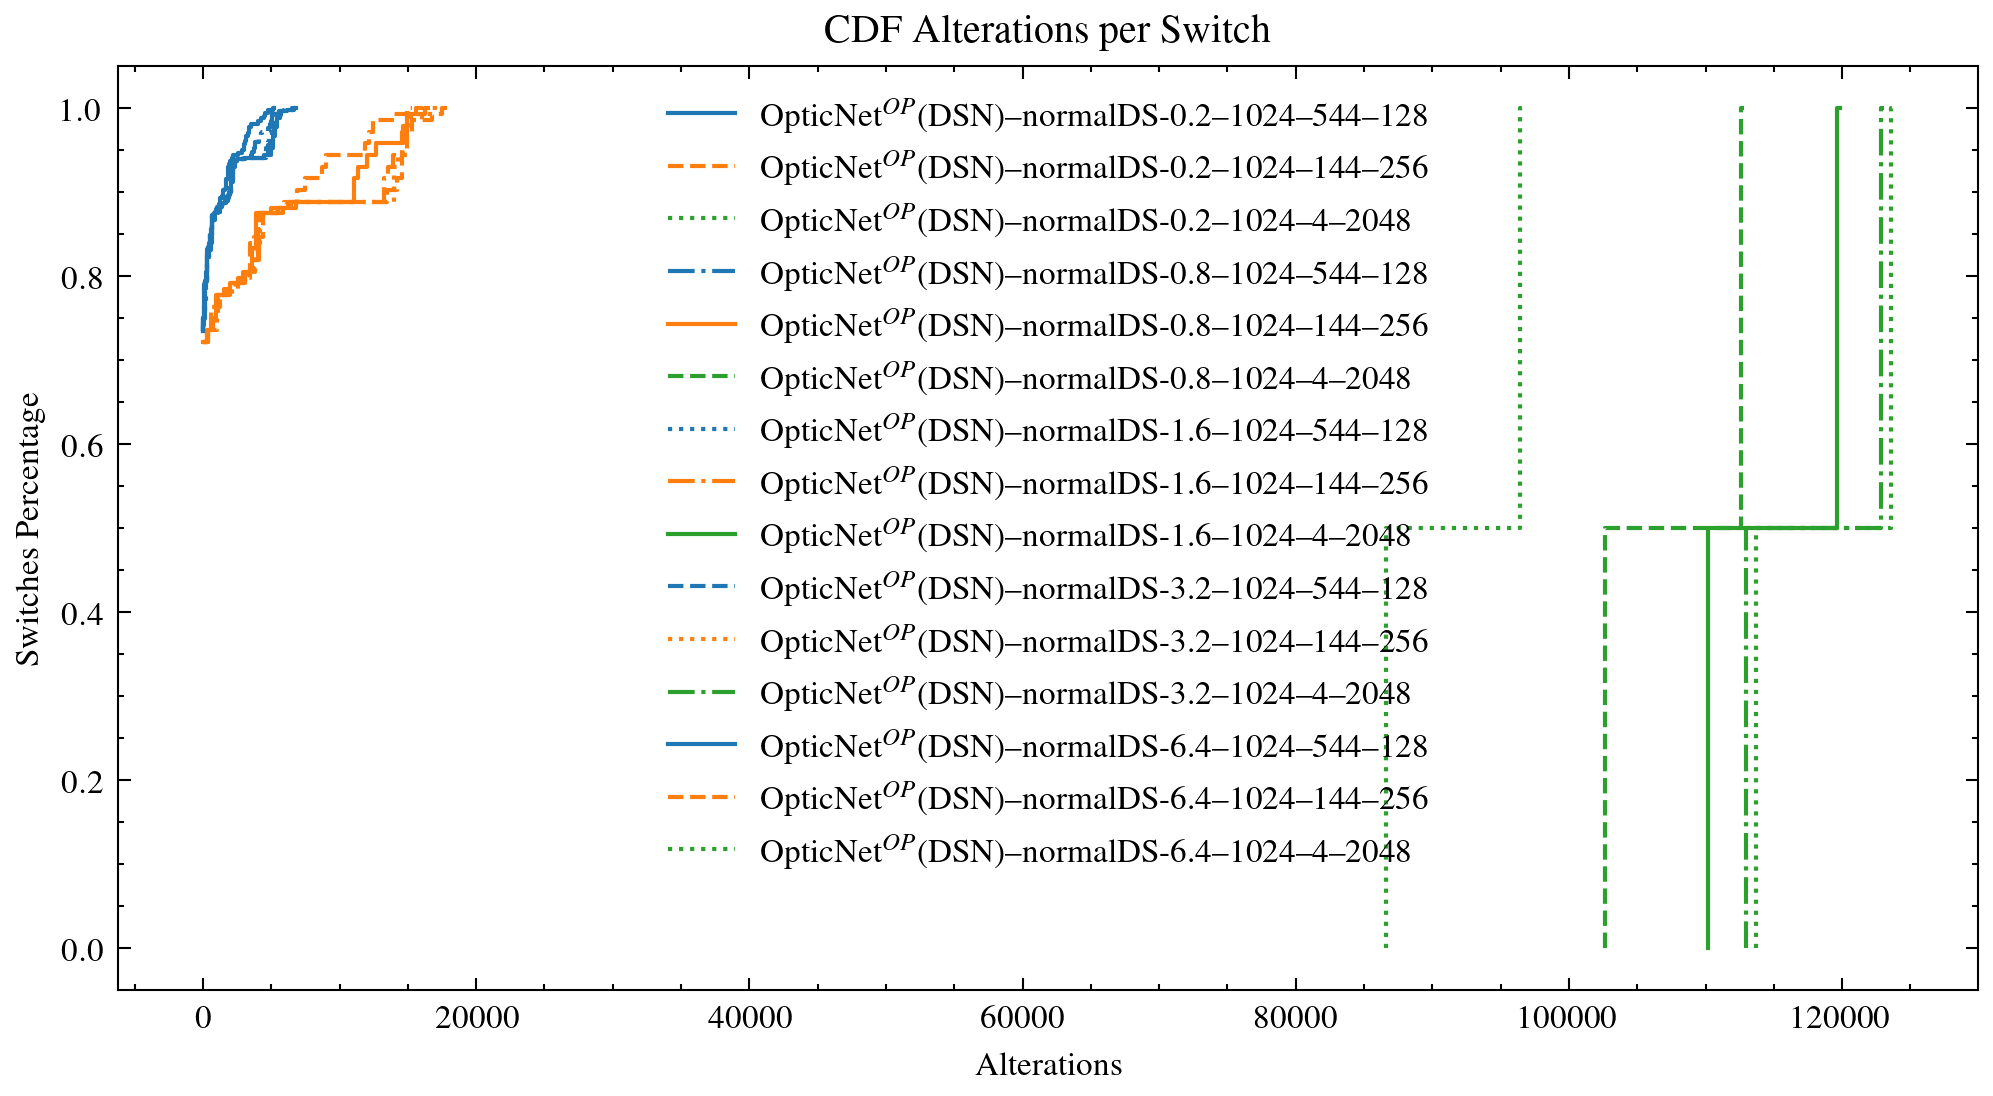 CDF Alterations per Switch
1.0
0.8
0.6
0.4
0.2
0.0
Switches Percentage
OpticNet^OP(DSN)–normalDS-0.2–1024–544–128
OpticNet^OP(DSN)–normalDS-0.2–1024–144–256
OpticNet^OP(DSN)–normalDS-0.2–1024–4–2048
OpticNet^OP(DSN)–normalDS-0.8–1024–544–128
OpticNet^OP(DSN)–normalDS-0.8–1024–144–256
OpticNet^OP(DSN)–normalDS-0.8–1024–4–2048
OpticNet^OP(DSN)–normalDS-1.6–1024–544–128
OpticNet^OP(DSN)–normalDS-1.6–1024–144–256
OpticNet^OP(DSN)–normalDS-1.6–1024–4–2048
OpticNet^OP(DSN)–normalDS-3.2–1024–544–128
OpticNet^OP(DSN)–normalDS-3.2–1024–144–256
OpticNet^OP(DSN)–normalDS-3.2–1024–4–2048
OpticNet^OP(DSN)–normalDS-6.4–1024–544–128
OpticNet^OP(DSN)–normalDS-6.4–1024–144–256
OpticNet^OP(DSN)–normalDS-6.4–1024–4–2048
0 20000 40000 60000 80000 100000 120000
Alterations